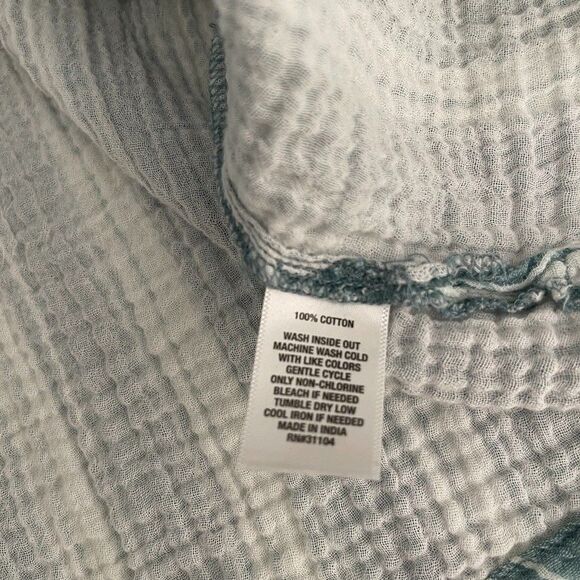 100% COTTON
WASH INSIDE OUT
MACHINE WASH COLD
WITH LIKE COLORS
GENTLE CYCLE
ONLY NON-CHLORINE
BLEACH IF NEEDED
TUMBLE DRY LOW
COOL IRON IF NEEDED
MADE IN INDIA
RN#31104